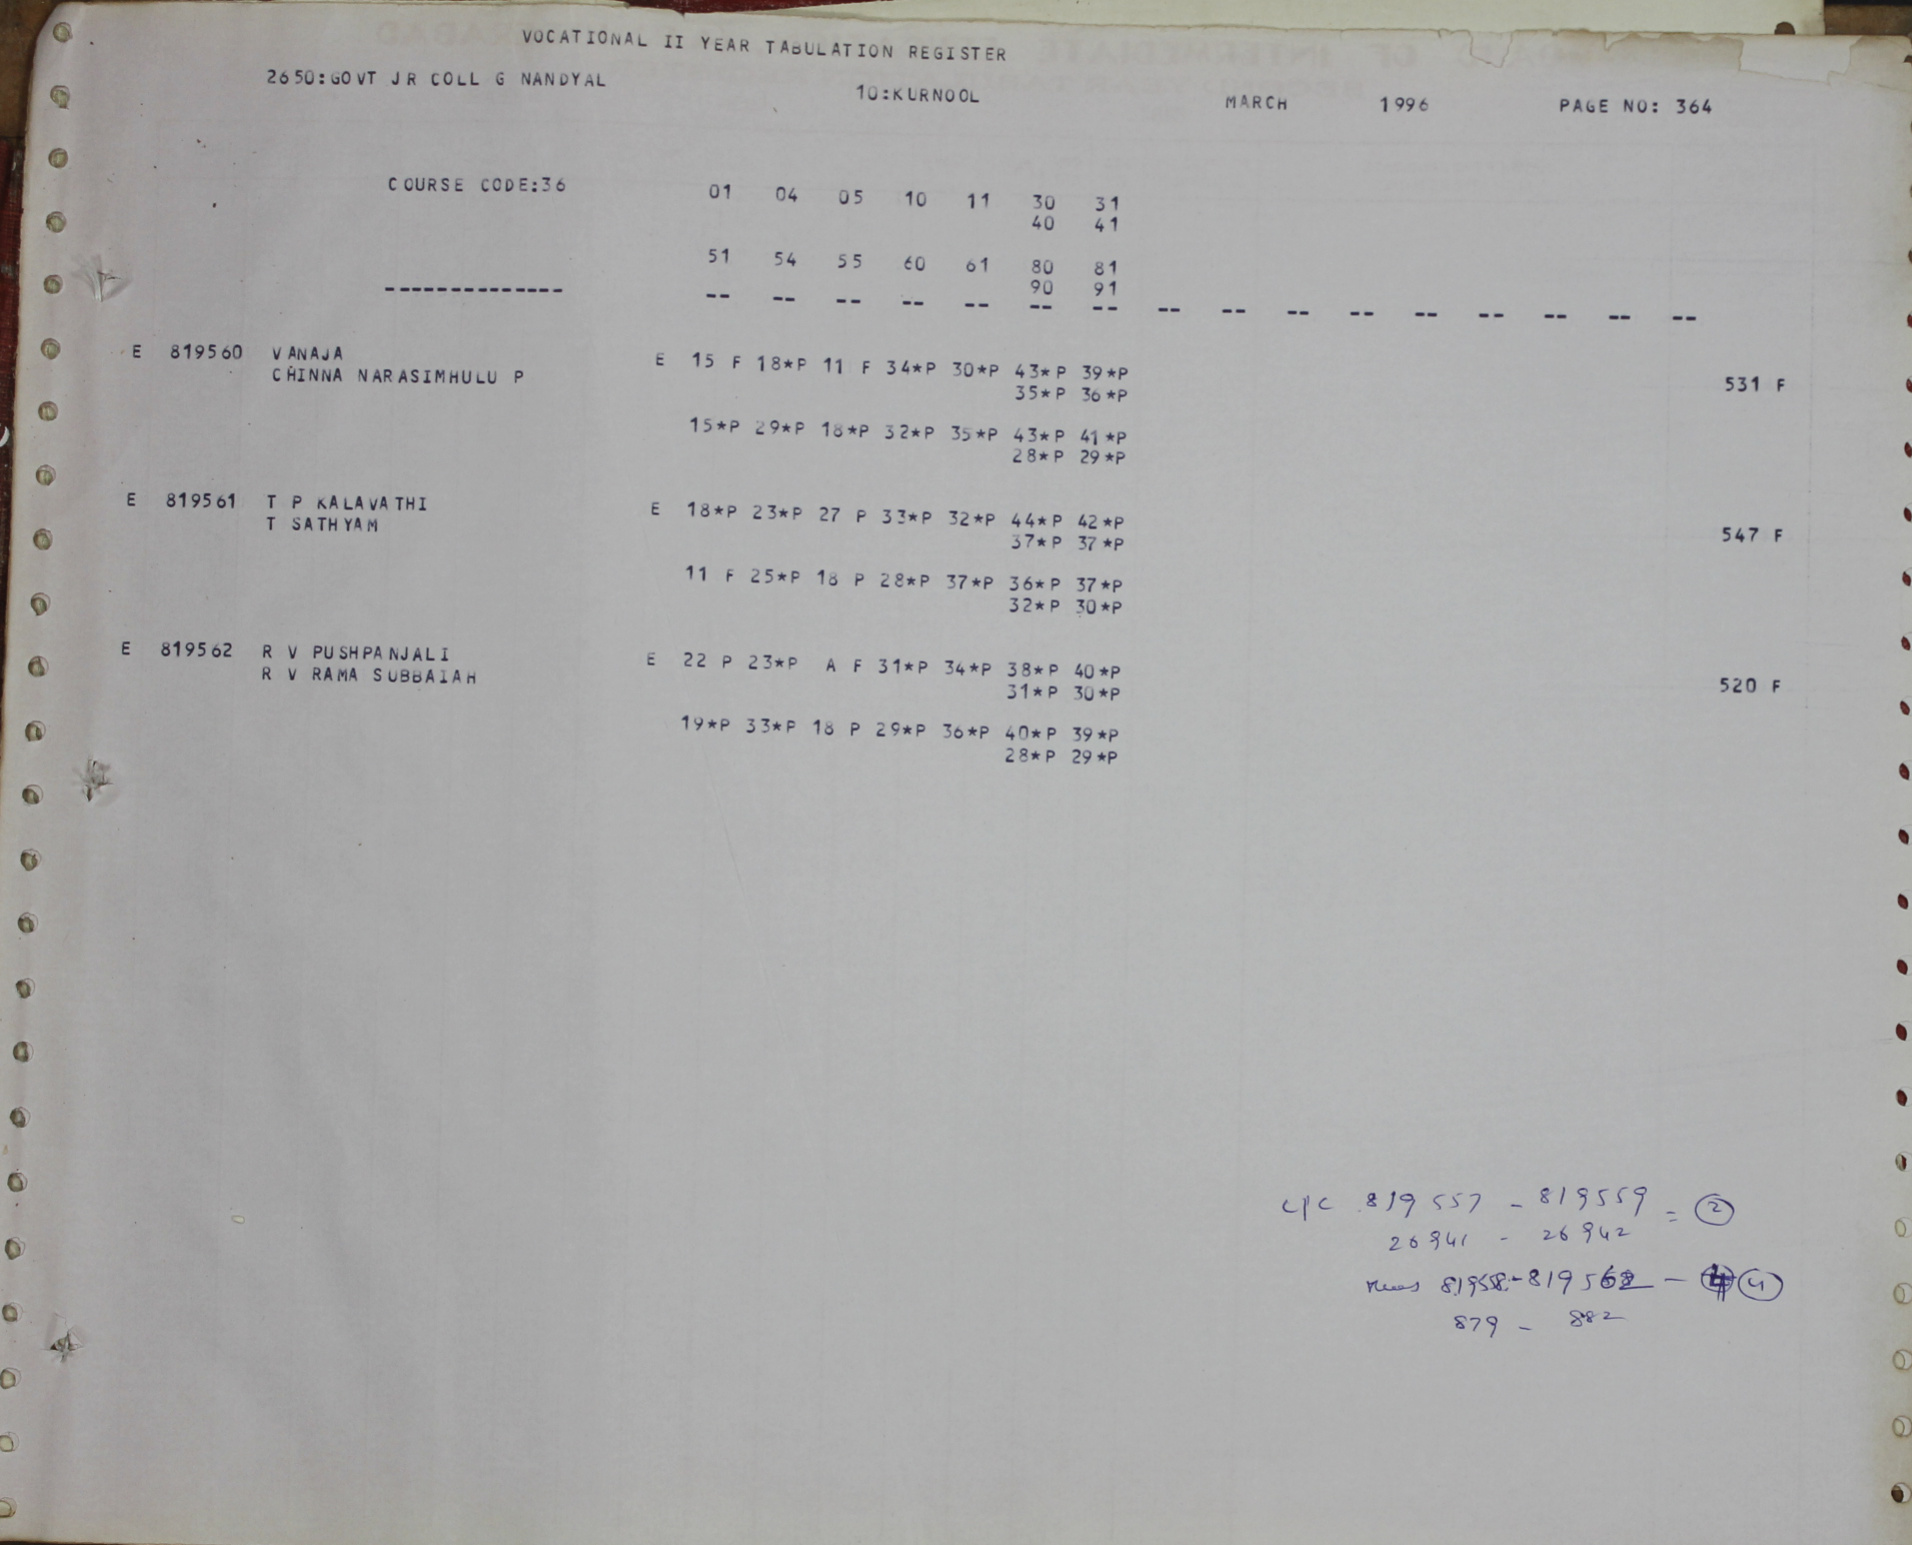 VOCATIONAL II YEAR TABULATION REGISTER
2650:GOVT JR COLL G NANDYAL 10:KURNOOL MARCH 1996 PAGE NO: 364
COURSE CODE:36 01 04 05 10 11 30 31
40 41
51 54 55 60 61 80 81
90 91
-------------- -- -- -- -- -- -- -- -- -- -- -- -- -- -- -- --
E 819560 VANAJA E 15 F 18*P 11 F 34*P 30*P 43*P 39*P
CHINNA NARASIMHULU P 35*P 36*P 531 F
15*P 29*P 18*P 32*P 35*P 43*P 41*P
28*P 29*P
E 819561 T P KALAVATHI E 18*P 23*P 27 P 33*P 32*P 44*P 42*P
T SATHYAM 37*P 37*P 547 F
11 F 25*P 18 P 28*P 37*P 36*P 37*P
32*P 30*P
E 819562 R V PUSHPANJALI E 22 P 23*P A F 31*P 34*P 38*P 40*P
R V RAMA SUBBAIAH 31*P 30*P 520 F
19*P 33*P 18 P 29*P 36*P 40*P 39*P
28*P 29*P
C/C 819557 - 819559 = 2
26941 - 26942
819562 - 4
879 - 882